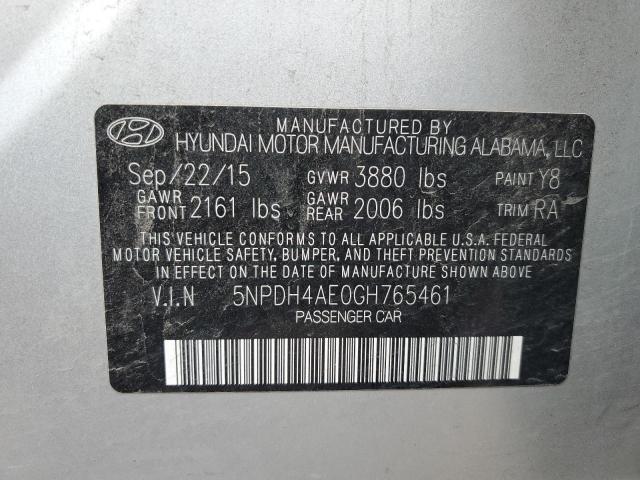 MANUFACTURED BY
HYUNDAI MOTOR MANUFACTURING ALABAMA, LLC
Sep/22/15 GVWR 3880 lbs PAINT Y8
GAWR FRONT 2161 lbs GAWR REAR 2006 lbs TRIM RA
THIS VEHICLE CONFORMS TO ALL APPLICABLE U.S.A. FEDERAL
MOTOR VEHICLE SAFETY, BUMPER, AND THEFT PREVENTION STANDARDS
IN EFFECT ON THE DATE OF MANUFACTURE SHOWN ABOVE
V.I.N 5NPDH4AE0GH765461
PASSENGER CAR